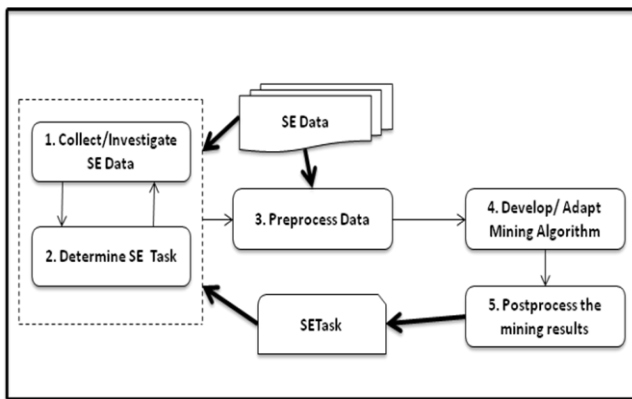 1. Collect/Investigate
SE Data
SE Data
2. Determine SE Task
3. Preprocess Data
4. Develop/ Adapt
Mining Algorithm
5. Postprocess the
mining results
SETask